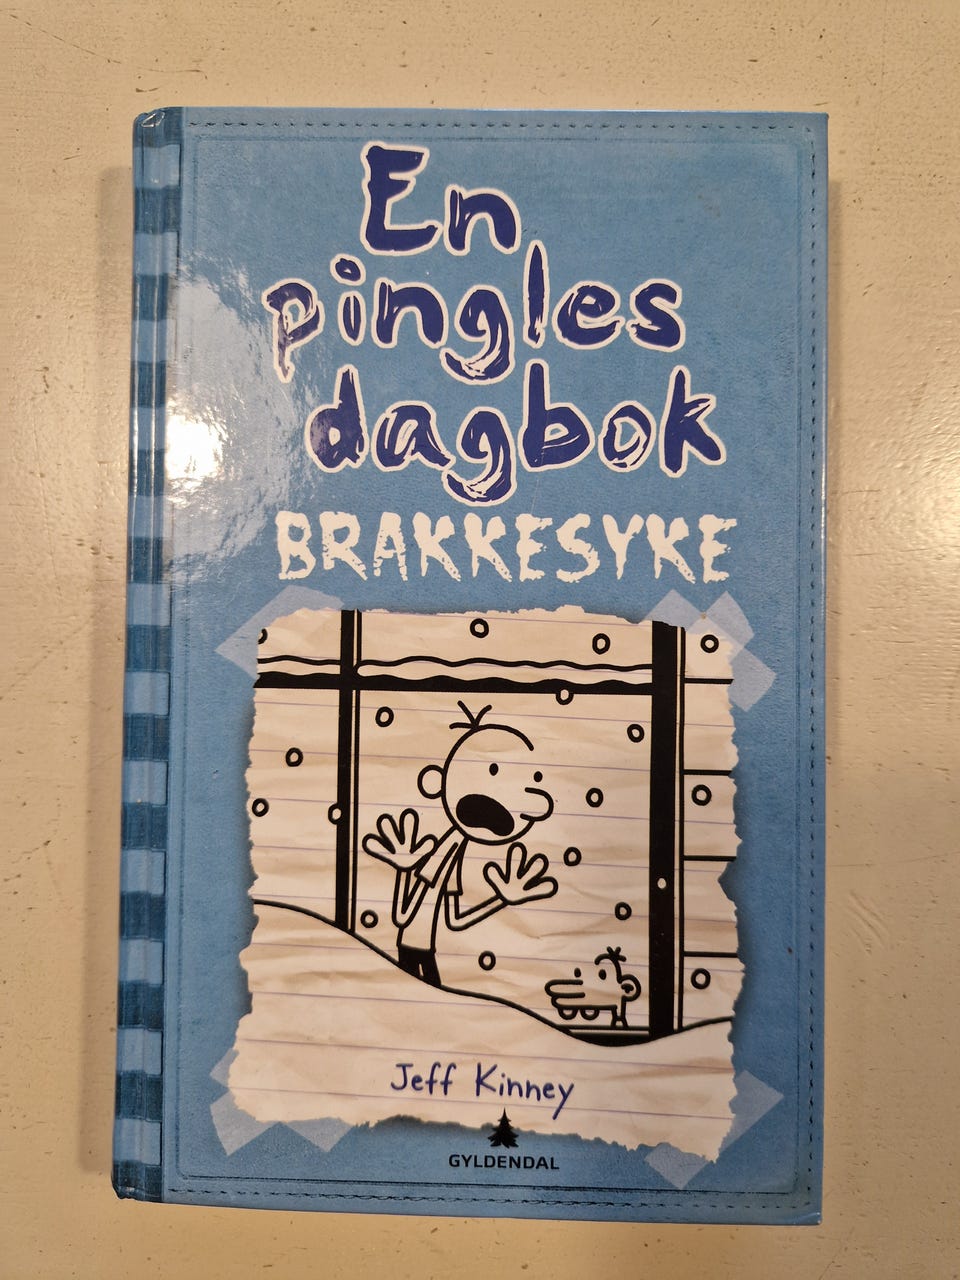 En
pingles
dagbok
BRAKKESYKE
Jeff Kinney
GYLDENDAL